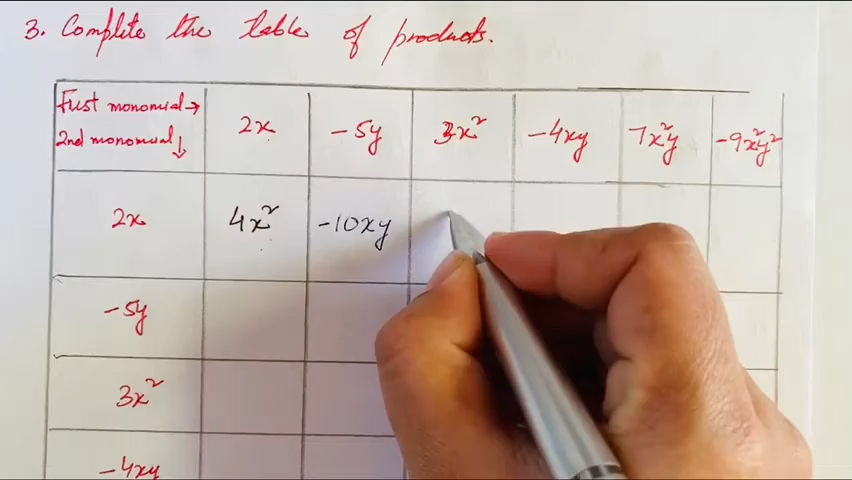 3. Complete the table of products.
First monomial → 2x -5y 3x² -4xy 7x²y -9x²y²
2nd monomial ↓
2x 4x² -10xy
-5y
3x²
-4xy